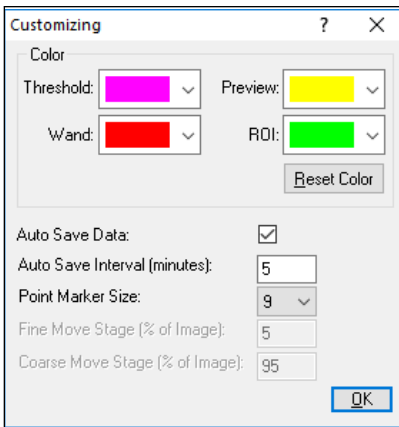 Customizing ?
Color
Threshold: Preview:
Wand: ROI:
Reset Color
Auto Save Data:
Auto Save Interval (minutes): 5
Point Marker Size: 9
Fine Move Stage (% of Image): 5
Coarse Move Stage (% of Image): 95
OK